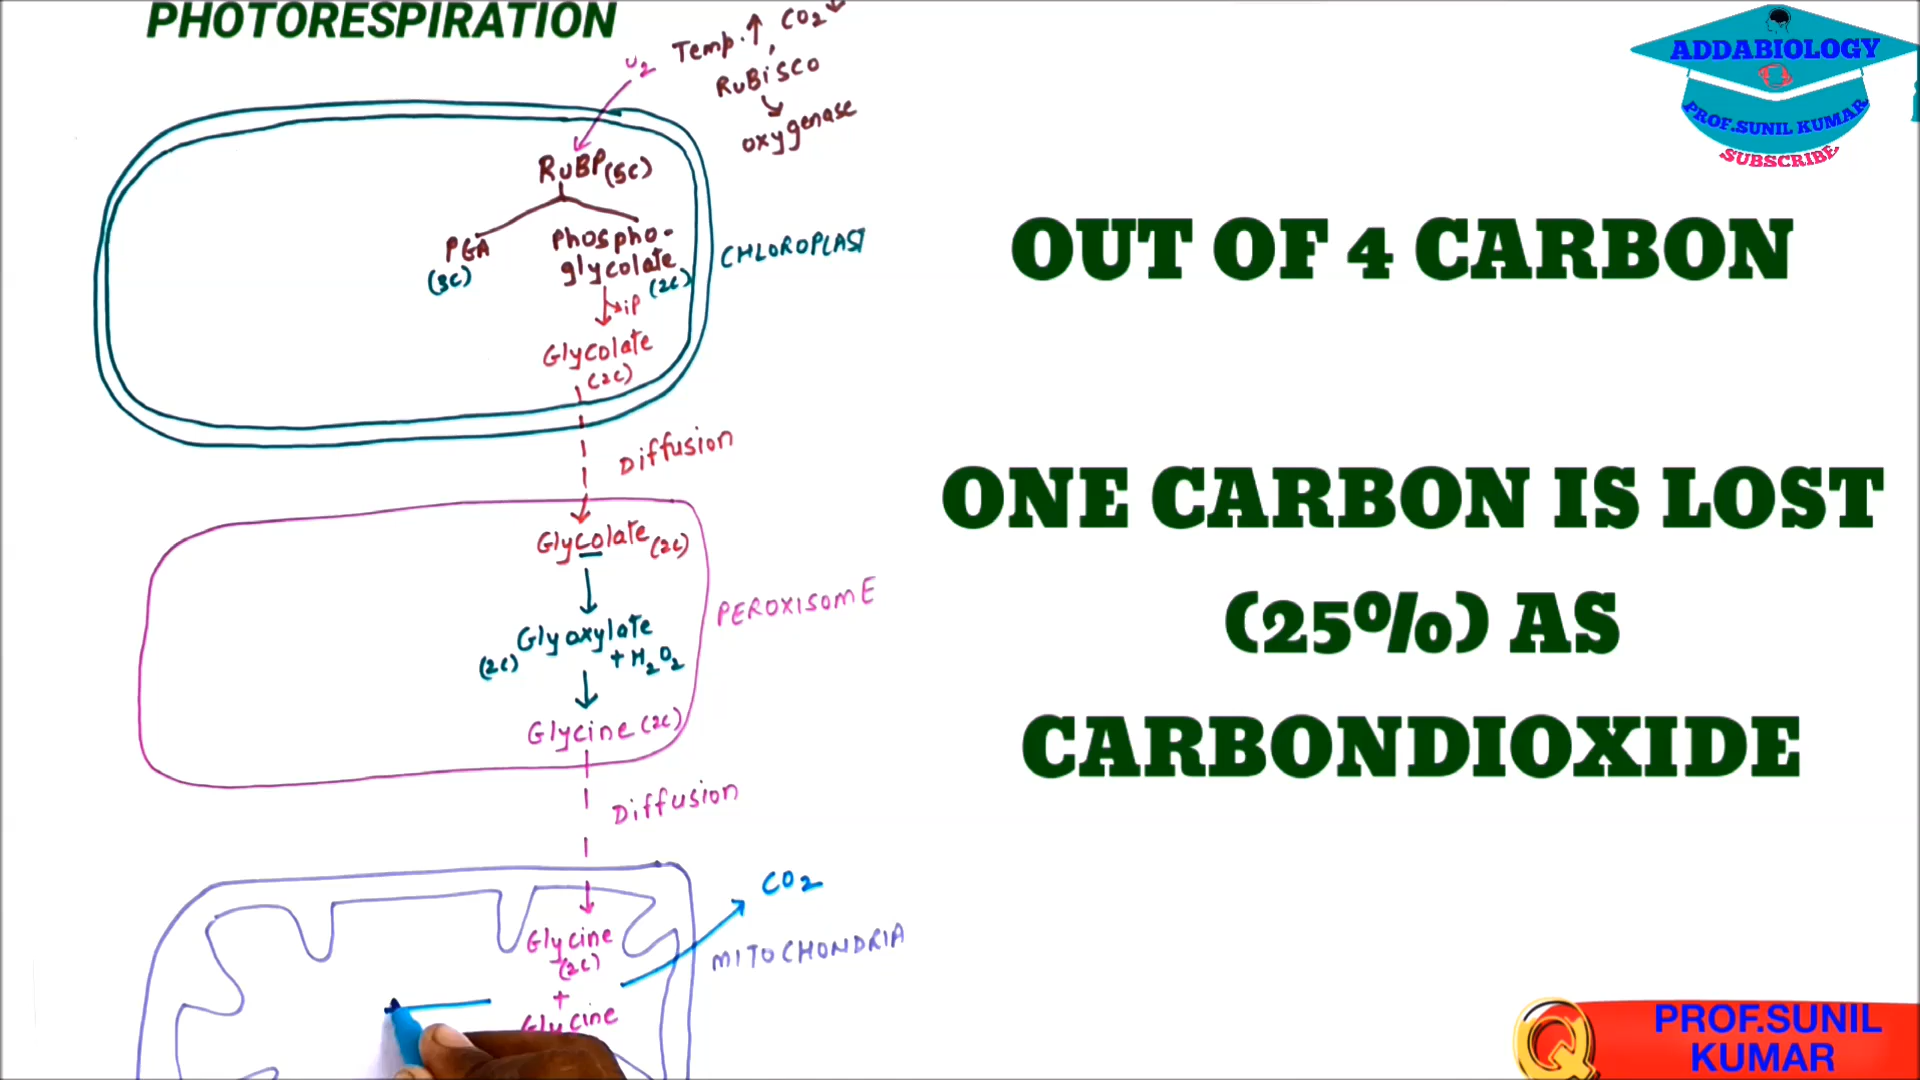 PHOTORESPIRATION
Temp.↑, CO2↓
RuBisCO
↓
oxygenase
O2
RuBP(5C)
PGA
(3C)
Phospho-
glycolate
(2C)
iP
Glycolate
(2C)
CHLOROPLAST
Diffusion
Glycolate (2C)
Glyoxylate
(2C)
+ H2O2
Glycine (2C)
PEROXISOME
Diffusion
CO2
Glycine
(2C)
+
Glycine
MITOCHONDRIA
ADDABIOLOGY
PROF.SUNIL KUMAR
SUBSCRIBE
OUT OF 4 CARBON
ONE CARBON IS LOST
(25%) AS
CARBONDIOXIDE
PROF.SUNIL
KUMAR